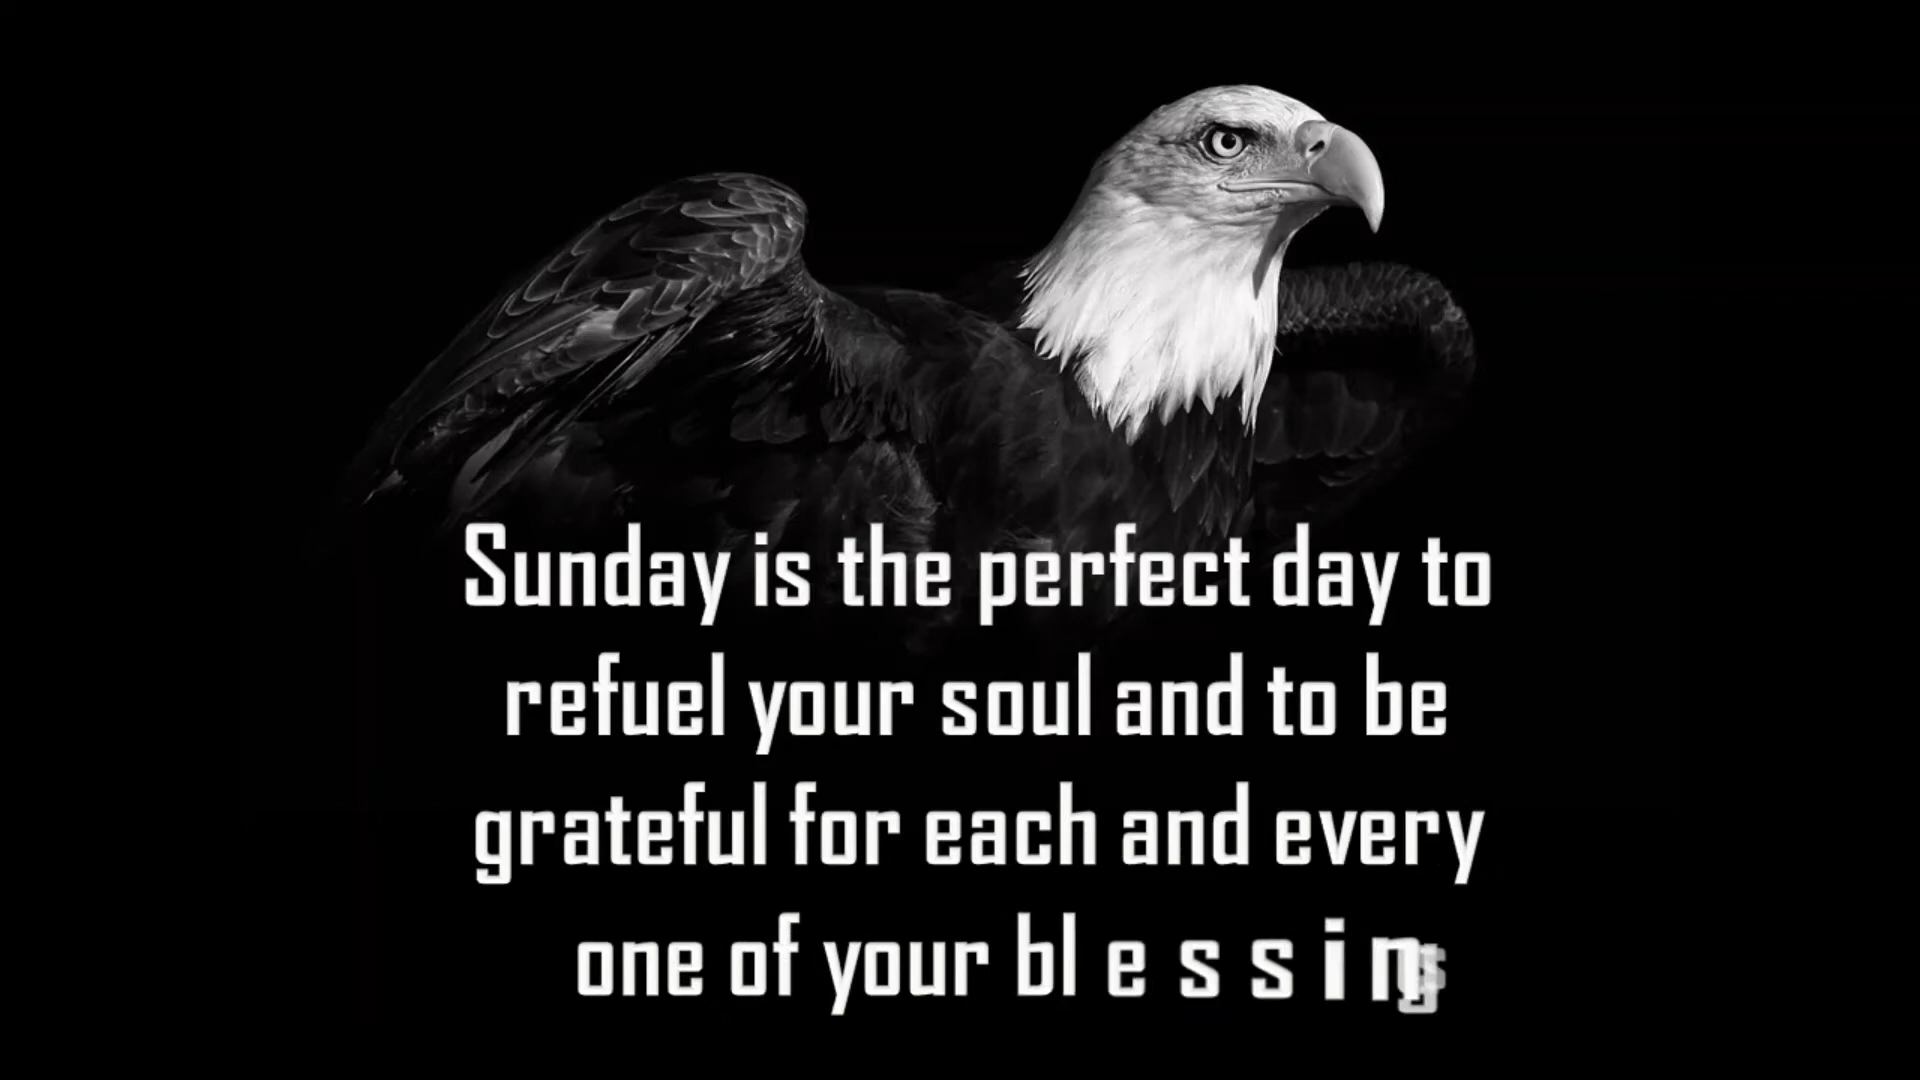 Sunday is the perfect day to
refuel your soul and to be
grateful for each and every
one of your blessings